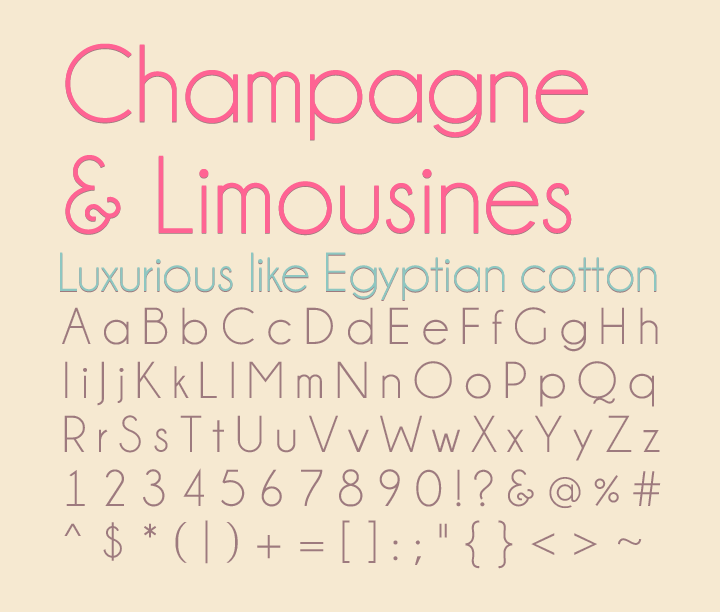 Champagne
& Limousines
Luxurious like Egyptian cotton
A a B b C c D d E e F f G g H h
I i J j K k L l M m N n O o P p Q q
R r S s T t U u V v W w X x Y y Z z
1 2 3 4 5 6 7 8 9 0 ! ? & @ % #
^ $ * ( | ) + = [ ] : ; " { } < > ~